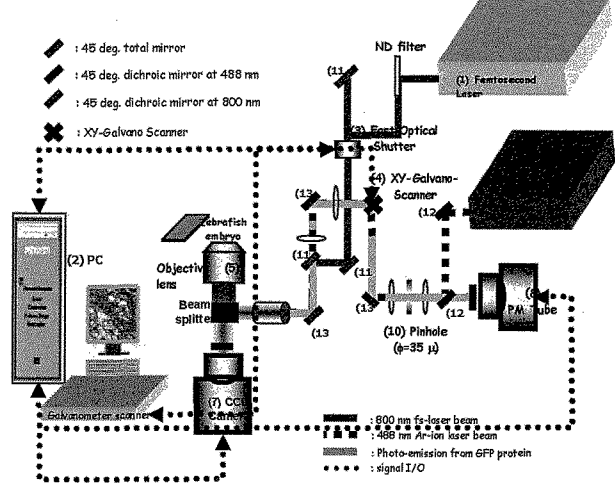 : 45 deg. total mirror
: 45 deg. dichroic mirror at 488 nm
: 45 deg. dichroic mirror at 800 nm
: XY-Galvano Scanner
ND filter
(11)
(1) Femtosecond
Laser
(3) Fast Optical
Shutter
(4) XY-Galvano-
Scanner
(13)
(12)
Zebrafish
embryo
(2) PC
Objective
lens
(5)
(11)
(11)
Beam
splitter
(13)
(13)
(10) Pinhole
(ϕ=35 μ)
(12)
PM Tube
(7) CC
Camer
Galvanometer scanner
: 800 nm fs-laser beam
: 488 nm Ar-ion laser beam
: Photo-emission from GFP protein
: signal I/O